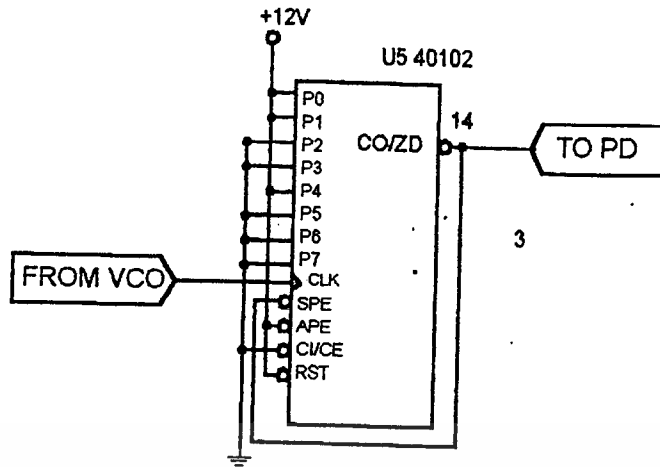 +12V
U5 40102
P0
P1
P2
P3
P4
P5
P6
P7
CLK
SPE
APE
CI/CE
RST
CO/ZD
14
TO PD
3
FROM VCO